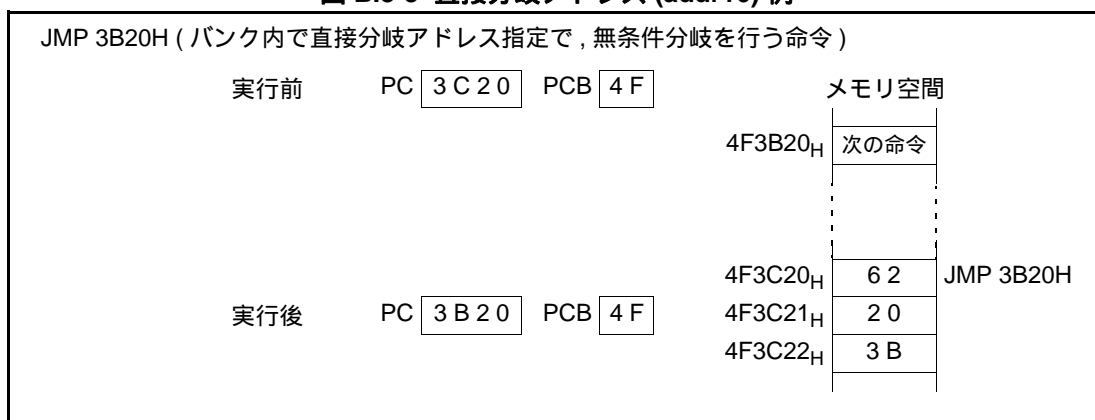 JMP 3B20H ( バンク内で直接分岐アドレス指定で , 無条件分岐を行う命令 )
実行前 PC 3 C 2 0 PCB 4 F メモリ空間
4F3B20H 次の命令
4F3C20H 6 2 JMP 3B20H
実行後 PC 3 B 2 0 PCB 4 F 4F3C21H 2 0
4F3C22H 3 B